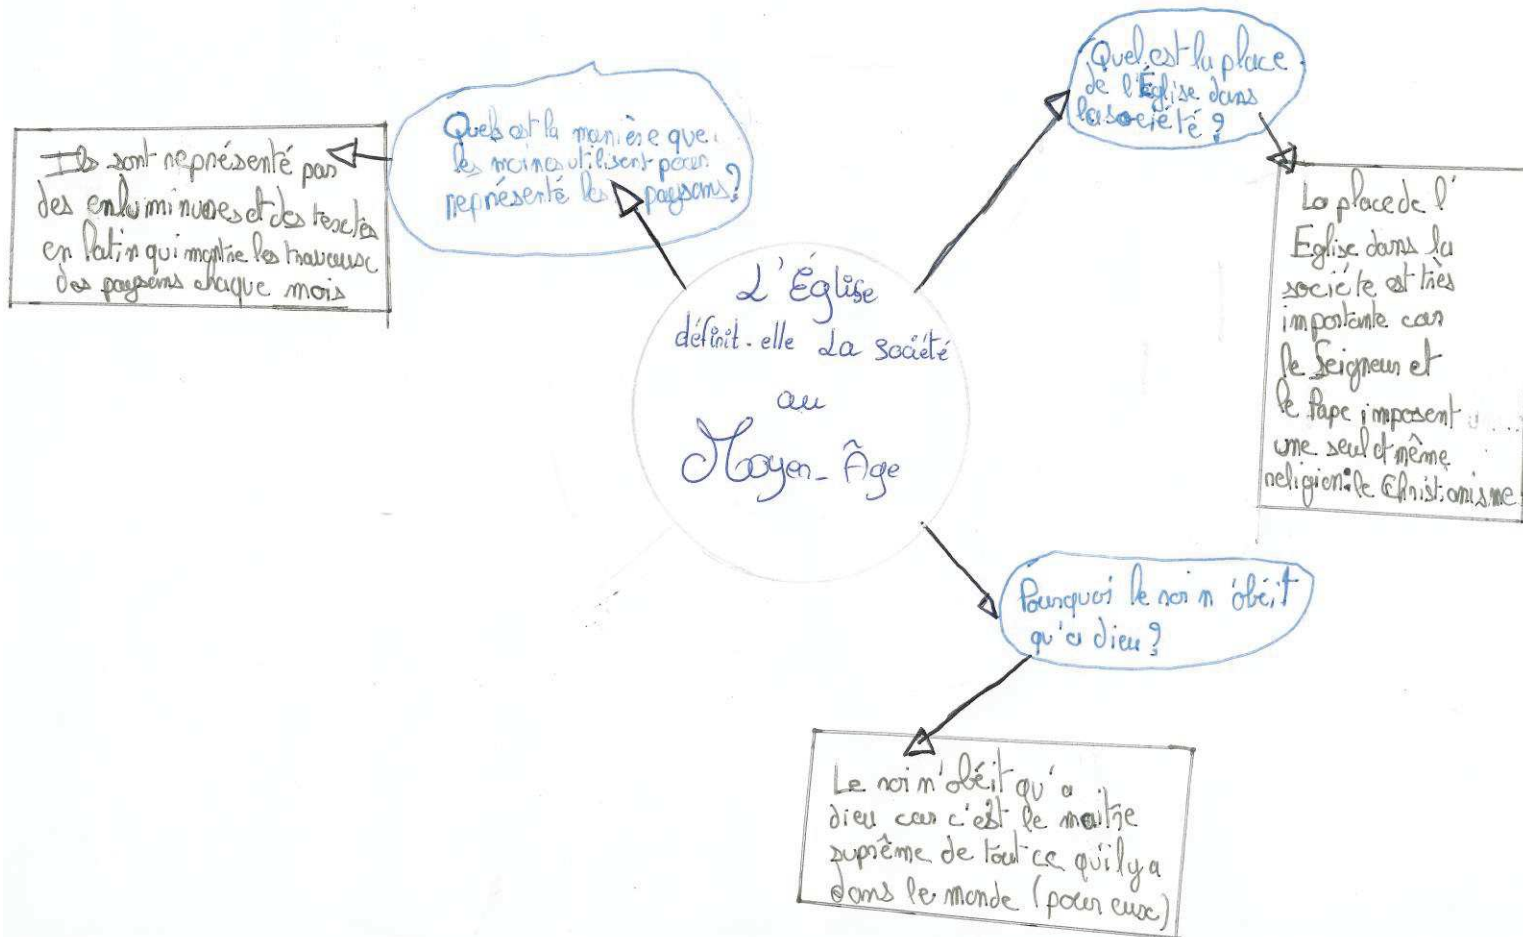 Quel est la place
de l'Église dans
la société ?
Quels est la manière que
les moines utilisent pour
représenté les paysans ?
Ils sont représenté par
des enluminures et des textes
en latin qui montre les travaux
des paysans chaque mois
La place de l'
Eglise dans la
société est très
importante car
le Seigneur et
le Pape imposent
une seul et même
religion : le Christianisme
L'Église
définit-elle La société
au
Moyen-Âge
Pourquoi le roi n'obéit
qu'a dieu ?
Le roi n'obéit qu'a
dieu car c'est le maitre
suprême de tout ce qu'il y a
dans le monde (pour eux)